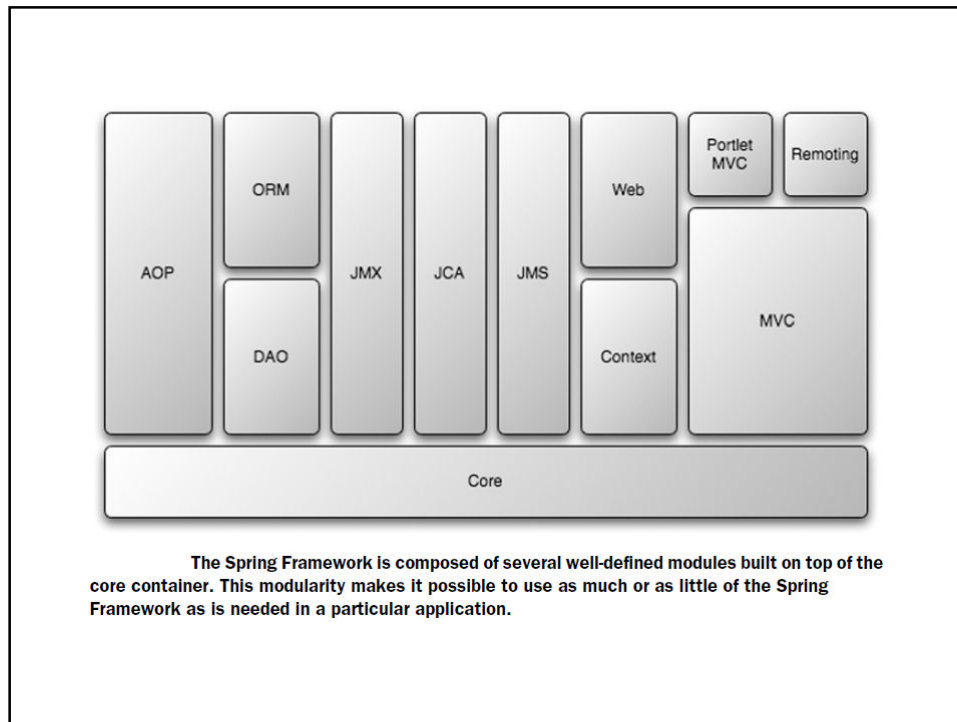 Portlet
MVC
Remoting
ORM
Web
AOP
JMX
JCA
JMS
MVC
DAO
Context
Core
The Spring Framework is composed of several well-defined modules built on top of the
core container. This modularity makes it possible to use as much or as little of the Spring
Framework as is needed in a particular application.